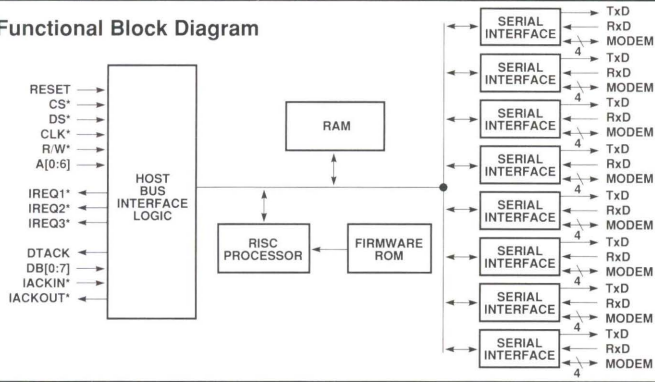 Functional Block Diagram
RESET
CS*
DS*
CLK*
R/W*
A[0:6]
IREQ1*
IREQ2*
IREQ3*
DTACK
DB[0:7]
IACKIN*
IACKOUT*
HOST
BUS
INTERFACE
LOGIC
RAM
RISC
PROCESSOR
FIRMWARE
ROM
SERIAL
INTERFACE
TxD
RxD
MODEM
4
SERIAL
INTERFACE
TxD
RxD
MODEM
4
SERIAL
INTERFACE
TxD
RxD
MODEM
4
SERIAL
INTERFACE
TxD
RxD
MODEM
4
SERIAL
INTERFACE
TxD
RxD
MODEM
4
SERIAL
INTERFACE
TxD
RxD
MODEM
4
SERIAL
INTERFACE
TxD
RxD
MODEM
4
SERIAL
INTERFACE
TxD
RxD
MODEM
4